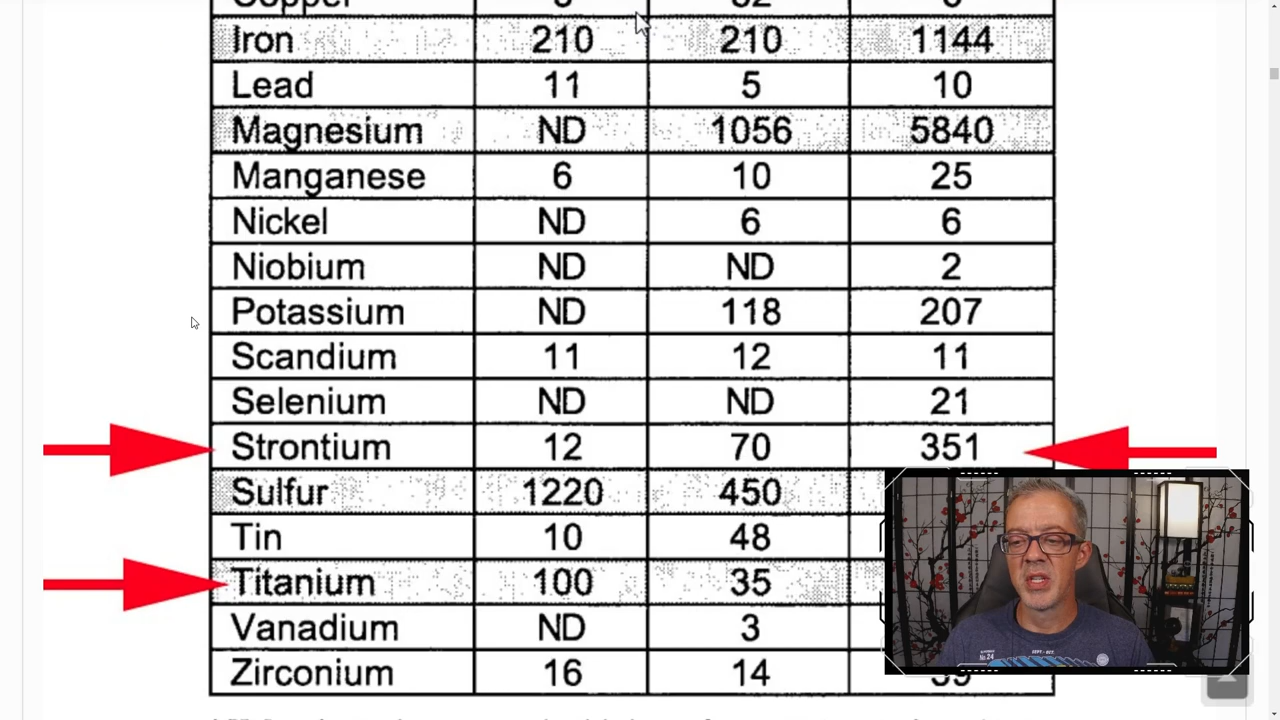 Copper
Iron 210 210 1144
Lead 11 5 10
Magnesium ND 1056 5840
Manganese 6 10 25
Nickel ND 6 6
Niobium ND ND 2
Potassium ND 118 207
Scandium 11 12 11
Selenium ND ND 21
Strontium 12 70 351
Sulfur 1220 450
Tin 10 48
Titanium 100 35
Vanadium ND 3
Zirconium 16 14